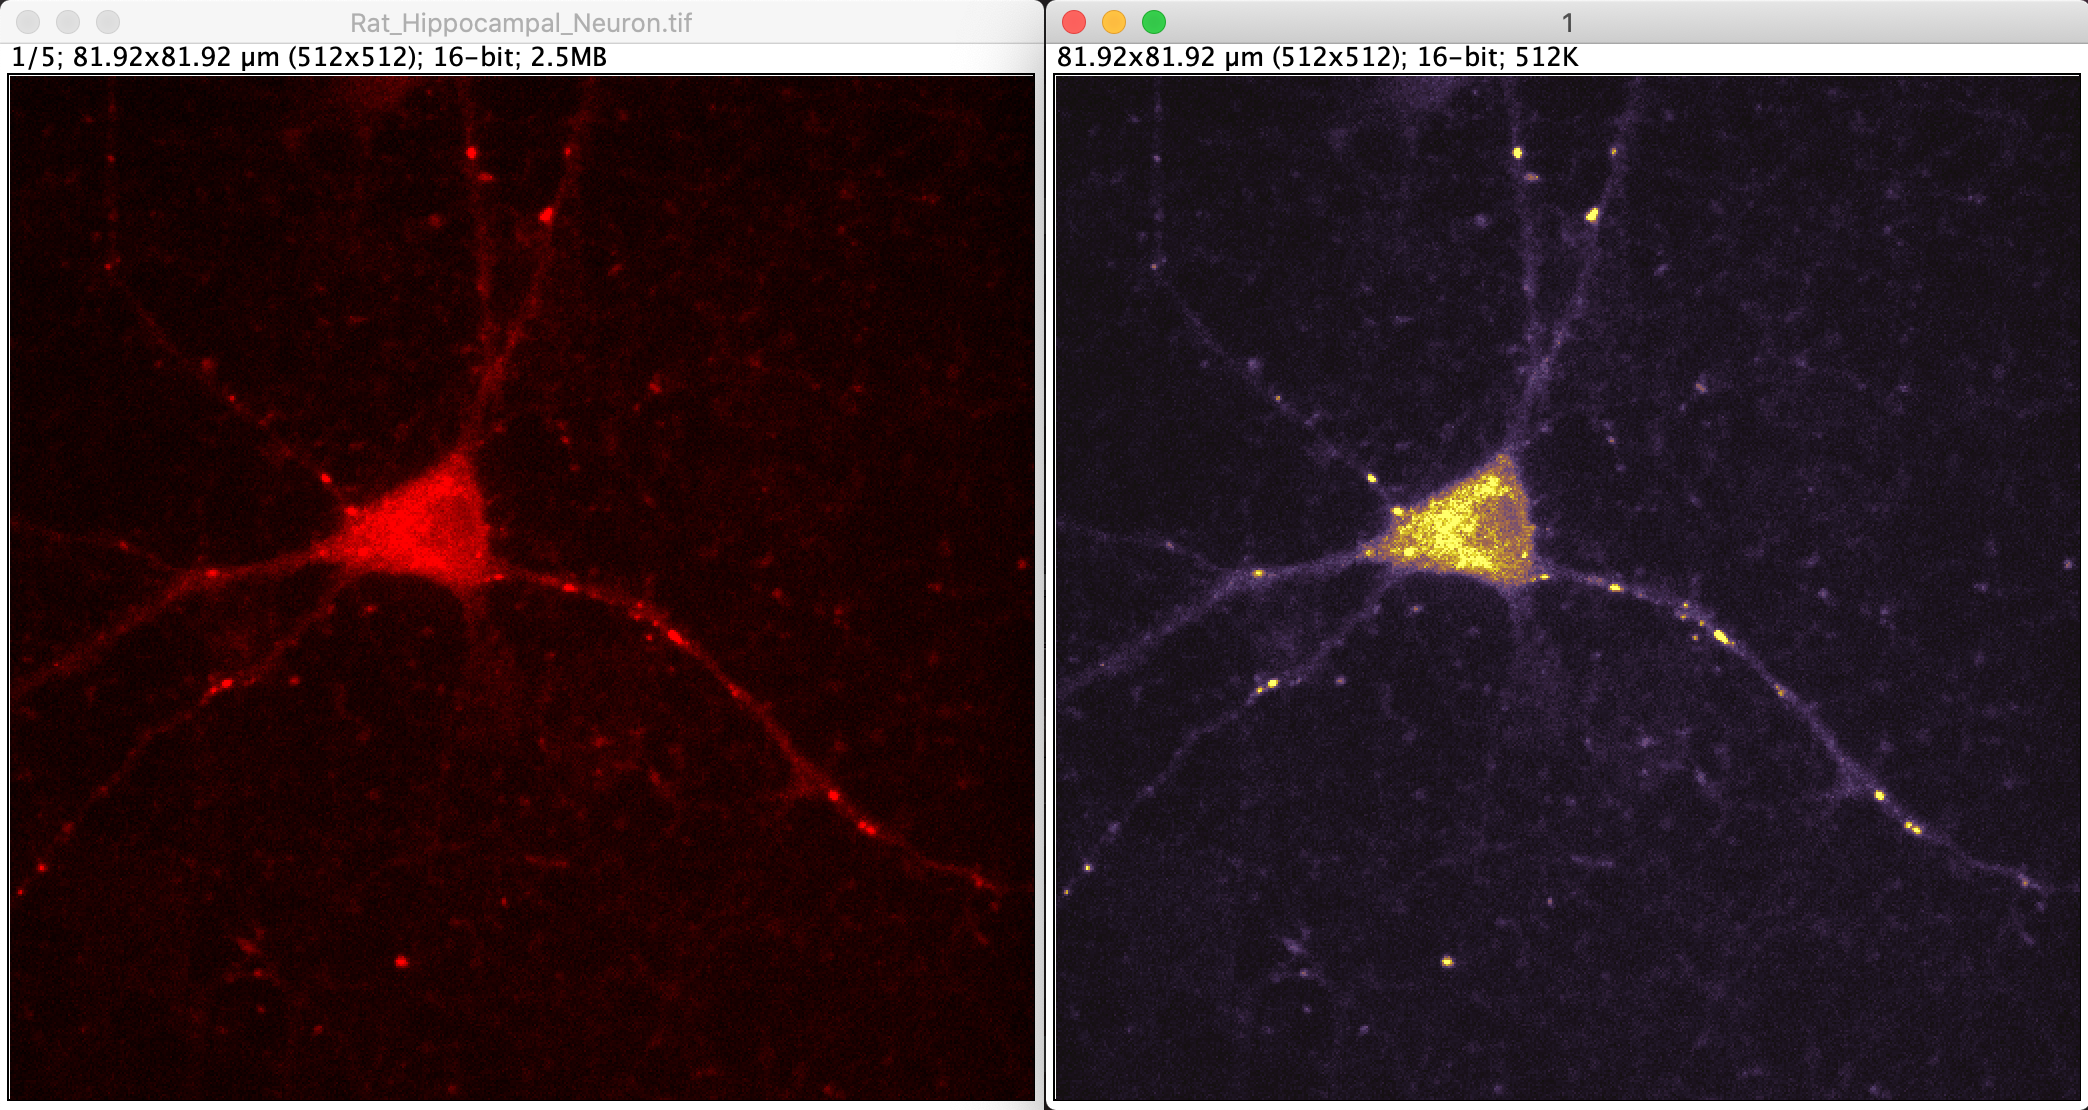 Rat_Hippocampal_Neuron.tif
1/5; 81.92x81.92 µm (512x512); 16-bit; 2.5MB
1
81.92x81.92 µm (512x512); 16-bit; 512K